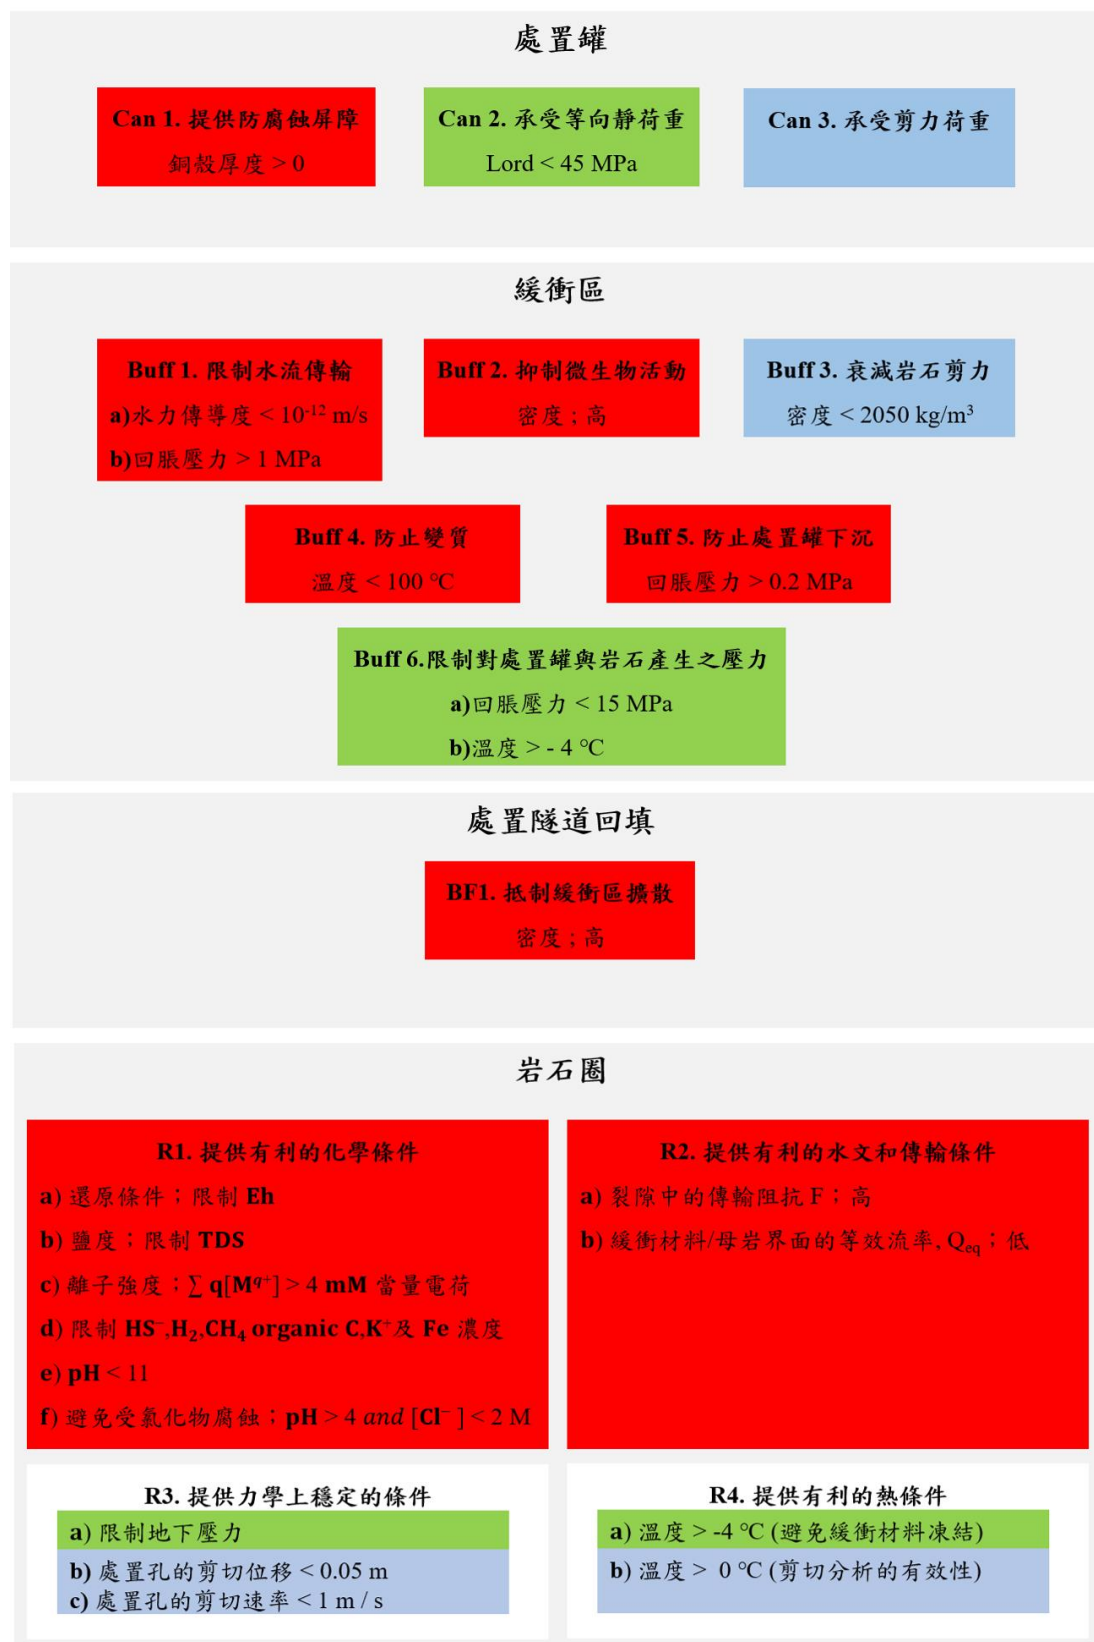 處置罐
Can 1. 提供防腐蝕屏障
銅殼厚度 > 0
Can 2. 承受等向靜荷重
Lord < 45 MPa
Can 3. 承受剪力荷重
緩衝區
Buff 1. 限制水流傳輸
a)水力傳導度 < 10⁻¹² m/s
b)回脹壓力 > 1 MPa
Buff 2. 抑制微生物活動
密度 ; 高
Buff 3. 衰減岩石剪力
密度 < 2050 kg/m³
Buff 4. 防止變質
溫度 < 100 ℃
Buff 5. 防止處置罐下沉
回脹壓力 > 0.2 MPa
Buff 6.限制對處置罐與岩石產生之壓力
a)回脹壓力 < 15 MPa
b)溫度 > - 4 ℃
處置隧道回填
BF1. 抵制緩衝區擴散
密度 ; 高
岩石圈
R1. 提供有利的化學條件
a) 還原條件；限制 Eh
b) 鹽度；限制 TDS
c) 離子強度；∑ q[M^q+] > 4 mM 當量電荷
d) 限制 HS⁻,H₂,CH₄ organic C,K⁺及 Fe 濃度
e) pH < 11
f) 避免受氯化物腐蝕；pH > 4 and [Cl⁻ ] < 2 M
R2. 提供有利的水文和傳輸條件
a) 裂隙中的傳輸阻抗 F；高
b) 緩衝材料/母岩界面的等效流率, Qeq；低
R3. 提供力學上穩定的條件
a) 限制地下壓力
b) 處置孔的剪切位移 < 0.05 m
c) 處置孔的剪切速率 < 1 m / s
R4. 提供有利的熱條件
a) 溫度 > -4 ℃ (避免緩衝材料凍結)
b) 溫度 > 0 ℃ (剪切分析的有效性)